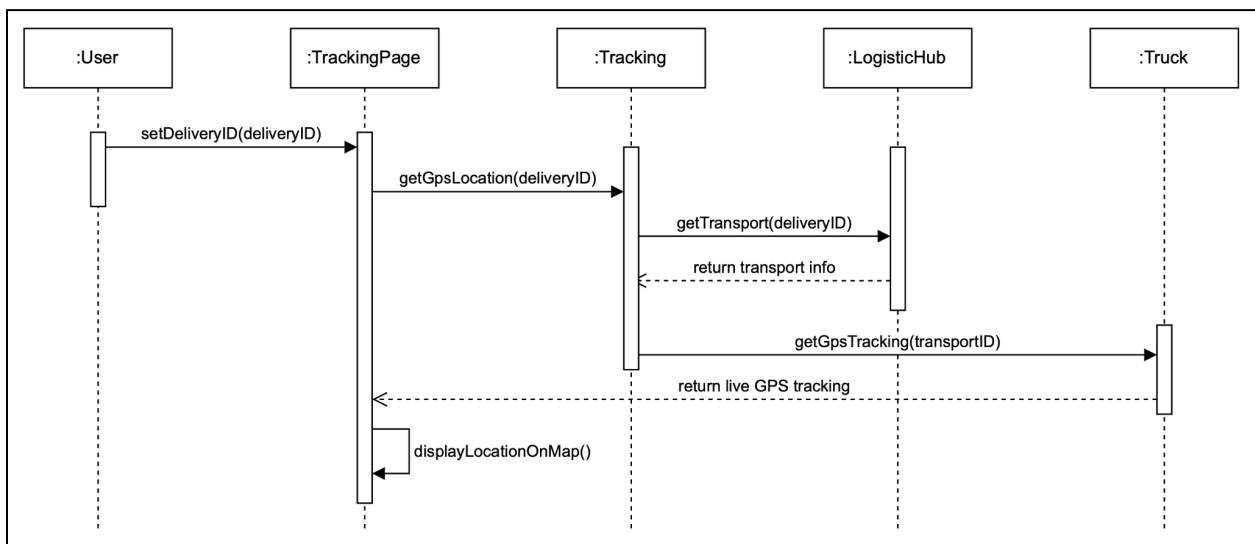 :User
:TrackingPage
:Tracking
:LogisticHub
:Truck
setDeliveryID(deliveryID)
getGpsLocation(deliveryID)
getTransport(deliveryID)
return transport info
getGpsTracking(transportID)
return live GPS tracking
displayLocationOnMap()